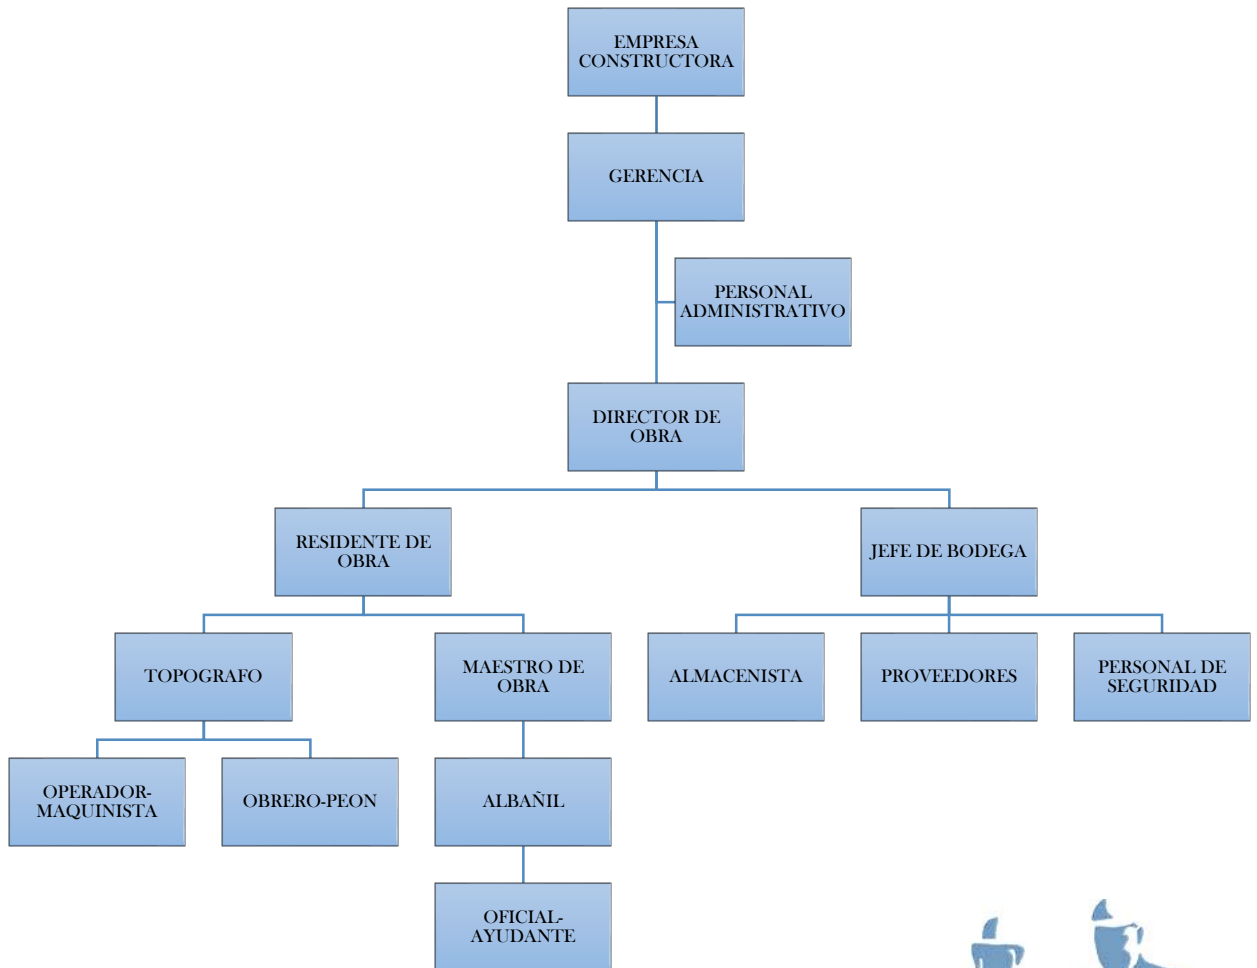 EMPRESA
CONSTRUCTORA
GERENCIA
PERSONAL
ADMINISTRATIVO
DIRECTOR DE
OBRA
RESIDENTE DE
OBRA
JEFE DE BODEGA
TOPOGRAFO
MAESTRO DE
OBRA
ALMACENISTA
PROVEEDORES
PERSONAL DE
SEGURIDAD
OPERADOR-
MAQUINISTA
OBRERO-PEON
ALBAÑIL
OFICIAL-
AYUDANTE